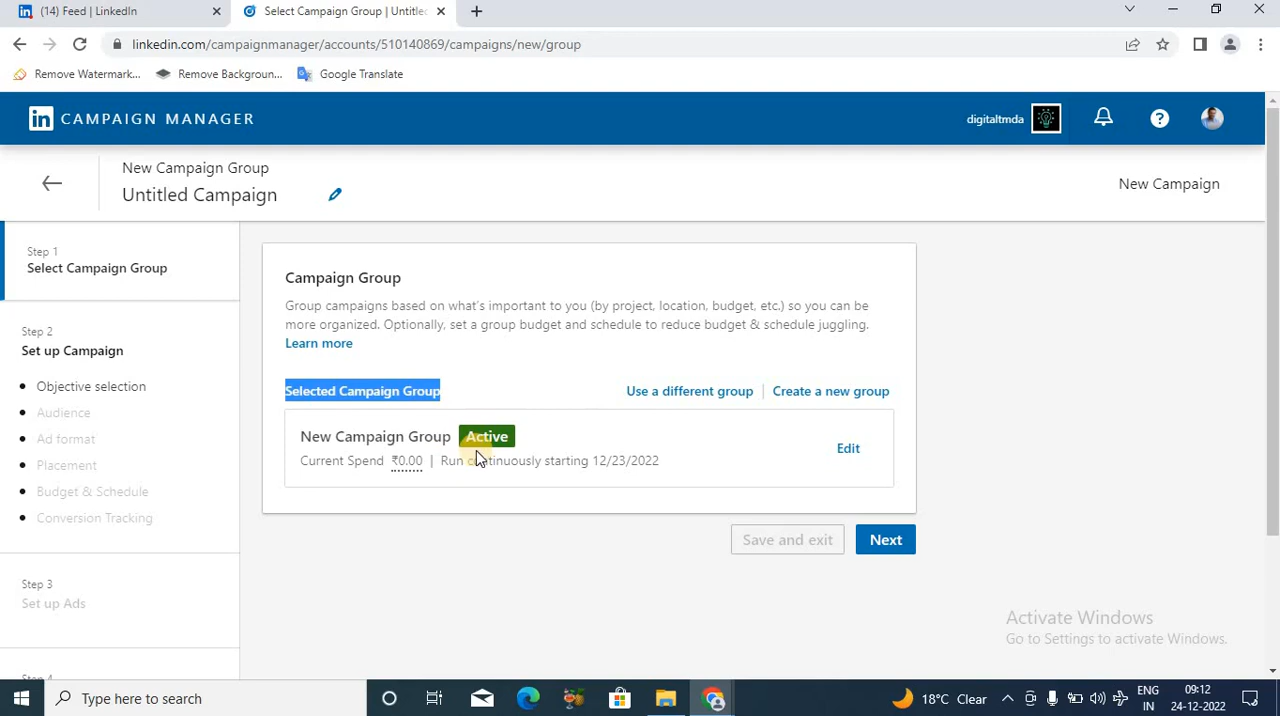 (14) Feed | LinkedIn
Select Campaign Group | Untitle
linkedin.com/campaignmanager/accounts/510140869/campaigns/new/group
Remove Watermark... Remove Backgroun... Google Translate
in CAMPAIGN MANAGER
digitaltmda
New Campaign Group
Untitled Campaign
New Campaign
Step 1
Select Campaign Group
Step 2
Set up Campaign
Objective selection
Audience
Ad format
Placement
Budget & Schedule
Conversion Tracking
Step 3
Set up Ads
Campaign Group
Group campaigns based on what's important to you (by project, location, budget, etc,) so you can be
more organized. Optionally, set a group budget and schedule to reduce budget & schedule juggling.
Learn more
Selected Campaign Group
Use a different group | Create a new group
New Campaign Group Active
Current Spend ₹0.00 | Run continuously starting 12/23/2022
Edit
Save and exit Next
Activate Windows
Go to Settings to activate Windows.
Type here to search
18°C Clear
ENG
IN
09:12
24-12-2022